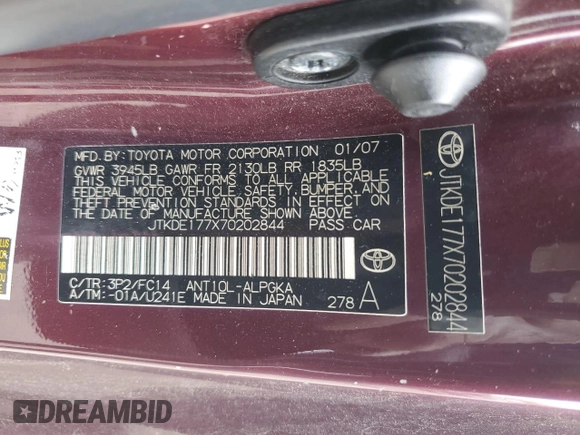 MFD.BY:TOYOTA MOTOR CORPORATION 01/07
GVWR 3945LB GAWR FR 2130LB RR 1835LB
THIS VEHICLE CONFORMS TO ALL APPLICABLE
FEDERAL MOTOR VEHICLE SAFETY, BUMPER, AND
THEFT PREVENTION STANDARDS IN EFFECT ON
THE DATE OF MANUFACTURE SHOWN ABOVE.
JTKDE177X70202844 PASS CAR
C/TR: 3P2/FC14 ANT10L-ALPGKA
A/TM: -01A/U241E MADE IN JAPAN 278 A
TOYOTA
JTKDE177X70202844
278
DREAMBID